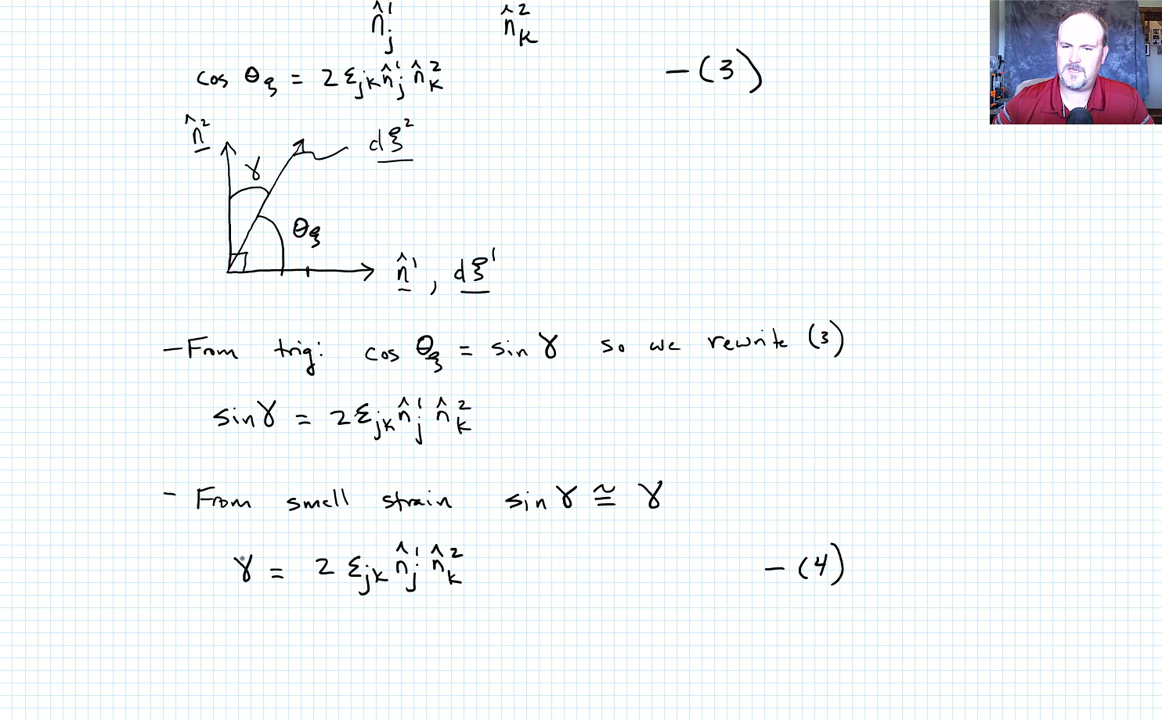 n̂¹ⱼ n̂²ₖ
cos θ_ξ = 2 ε_jk n̂¹ⱼ n̂²ₖ - (3)
n̂²
dξ²
γ
θ_ξ
n̂¹, dξ¹
- From trig: cos θ_ξ = sin γ so we rewrite (3)
sin γ = 2 ε_jk n̂¹ⱼ n̂²ₖ
- From small strain sin γ ≅ γ
γ = 2 ε_jk n̂¹ⱼ n̂²ₖ - (4)